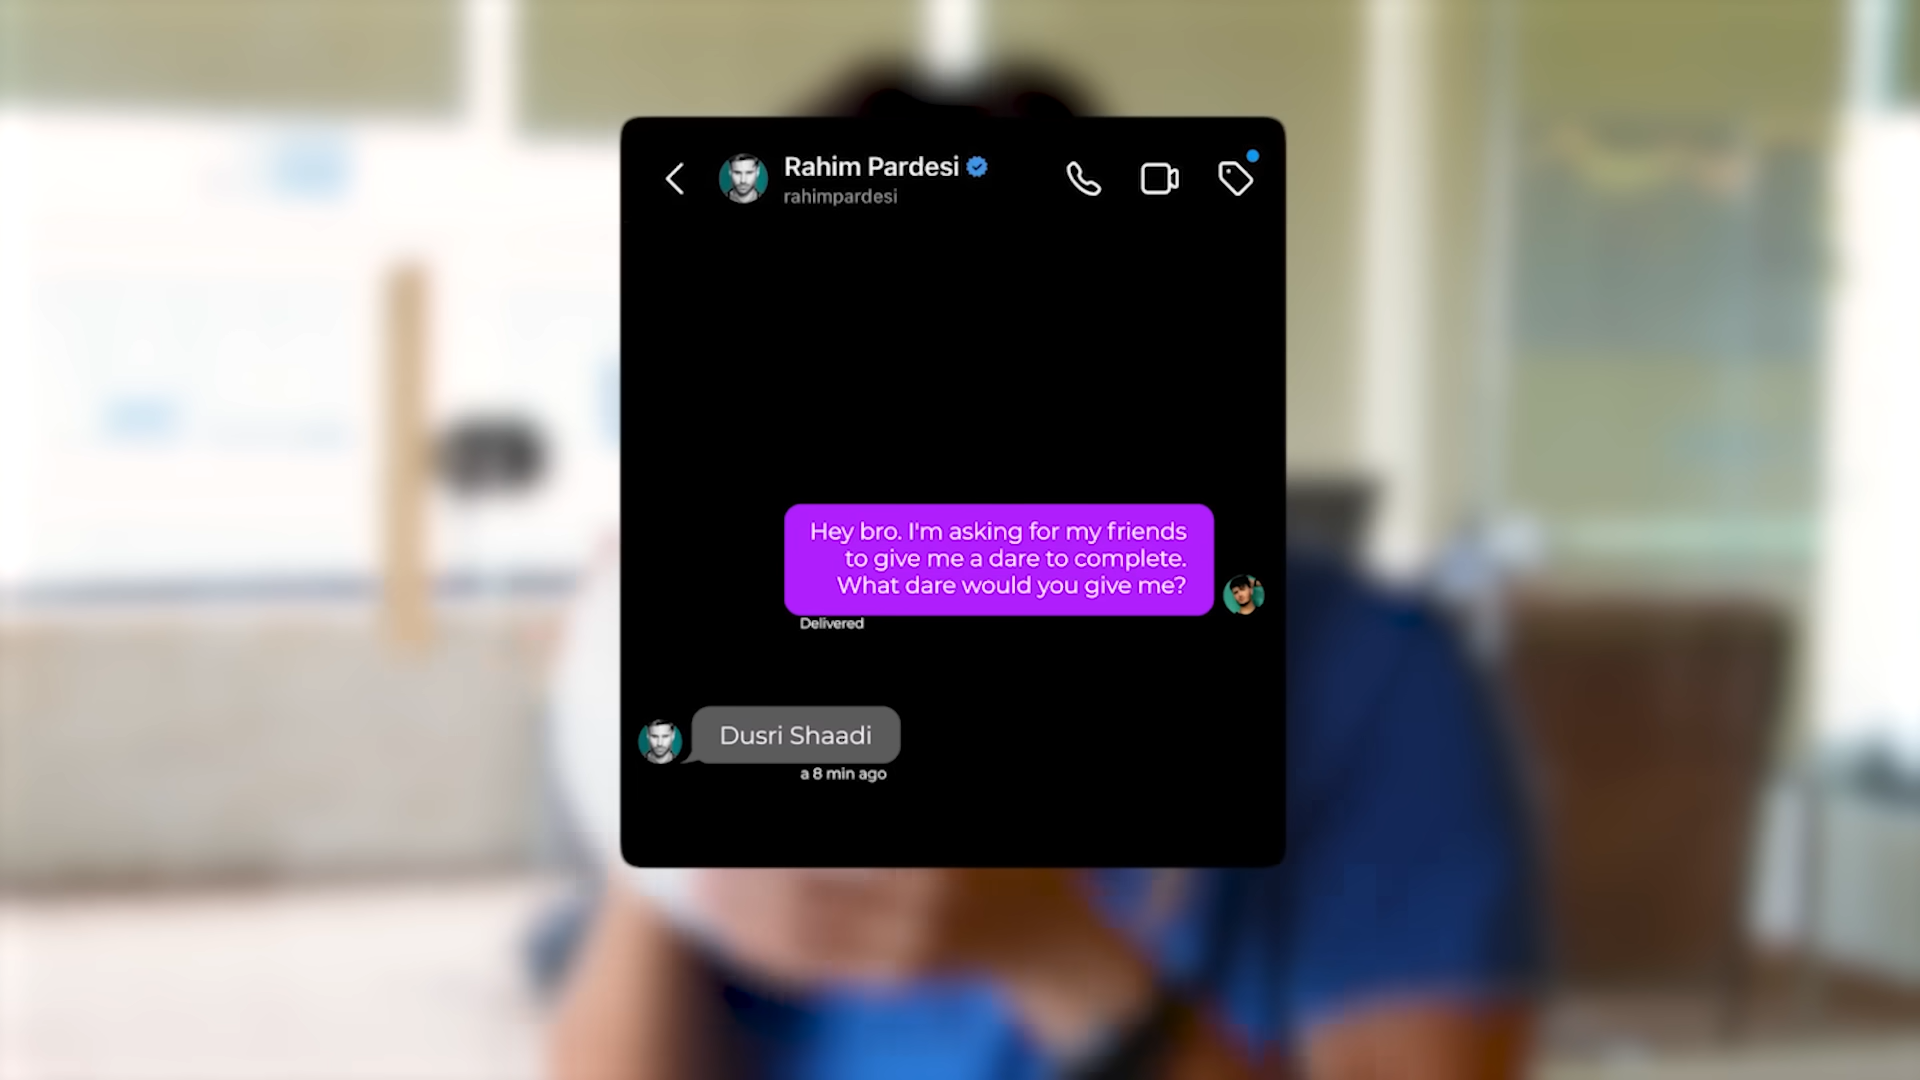 Rahim Pardesi
rahimpardesi
Hey bro. I'm asking for my friends
to give me a dare to complete.
What dare would you give me?
Delivered
Dusri Shaadi
a 8 min ago